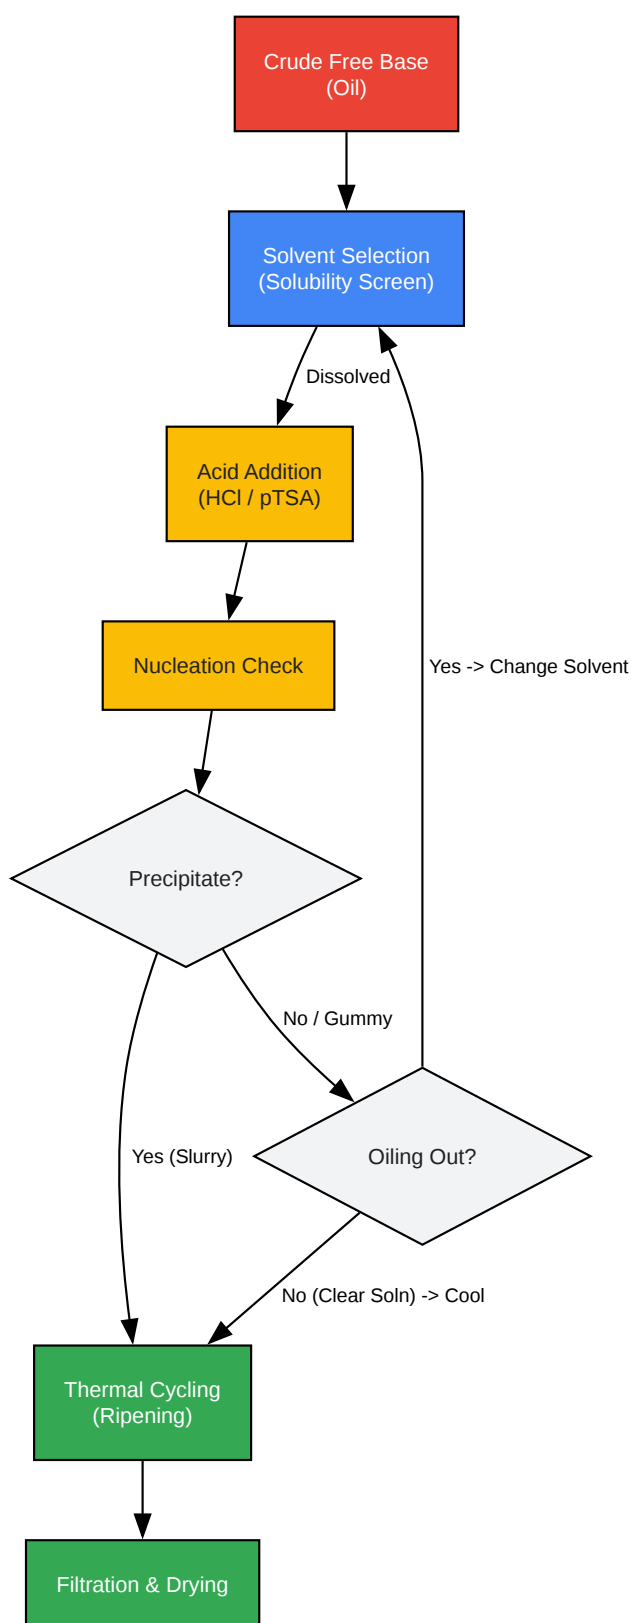 Crude Free Base
(Oil)
Solvent Selection
(Solubility Screen)
Dissolved
Acid Addition
(HCl / pTSA)
Nucleation Check
Yes -> Change Solvent
Precipitate?
No / Gummy
Yes (Slurry)
Oiling Out?
No (Clear Soln) -> Cool
Thermal Cycling
(Ripening)
Filtration & Drying